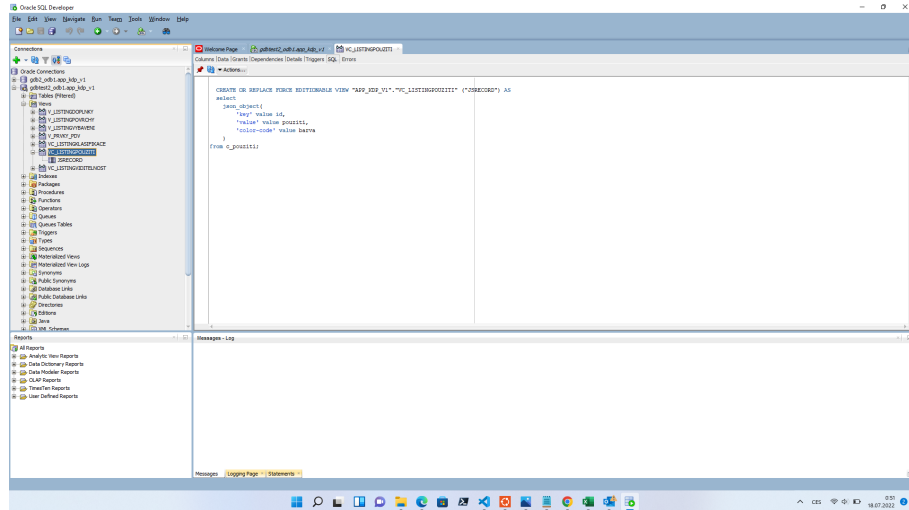 Oracle SQL Developer
File Edit View Navigate Run Team Tools Window Help
Connections
Welcome Page
gdbtest2_odb1.app_kdp_v1
VC_LISTINGPOUZITI
Columns Data Grants Dependencies Details Triggers SQL Errors
Actions...
Oracle Connections
gdb2_odb1.app_kdp_v1
gdbtest2_odb1.app_kdp_v1
Tables (Filtered)
Views
V_LISTINGDOPLNKY
V_LISTINGPOVRCHY
V_LISTINGVYBAVENI
V_PRVKY_PDV
VC_LISTINGKLASIFIKACE
VC_LISTINGPOUZITI
JSRECORD
VC_LISTINGVIDITELNOST
Indexes
Packages
Procedures
Functions
Operators
Queues
Queues Tables
Triggers
Types
Sequences
Materialized Views
Materialized View Logs
Synonyms
Public Synonyms
Database Links
Public Database Links
Directories
Editions
Java
XML Schemas
CREATE OR REPLACE FORCE EDITIONABLE VIEW "APP_KDP_V1"."VC_LISTINGPOUZITI" ("JSRECORD") AS
select
json_object(
'key' value id,
'value' value pouziti,
'color-code' value barva
)
from c_pouziti;
Reports
All Reports
Analytic View Reports
Data Dictionary Reports
Data Modeler Reports
OLAP Reports
TimesTen Reports
User Defined Reports
Messages - Log
Messages Logging Page Statements
CES
0:51
18.07.2022
2